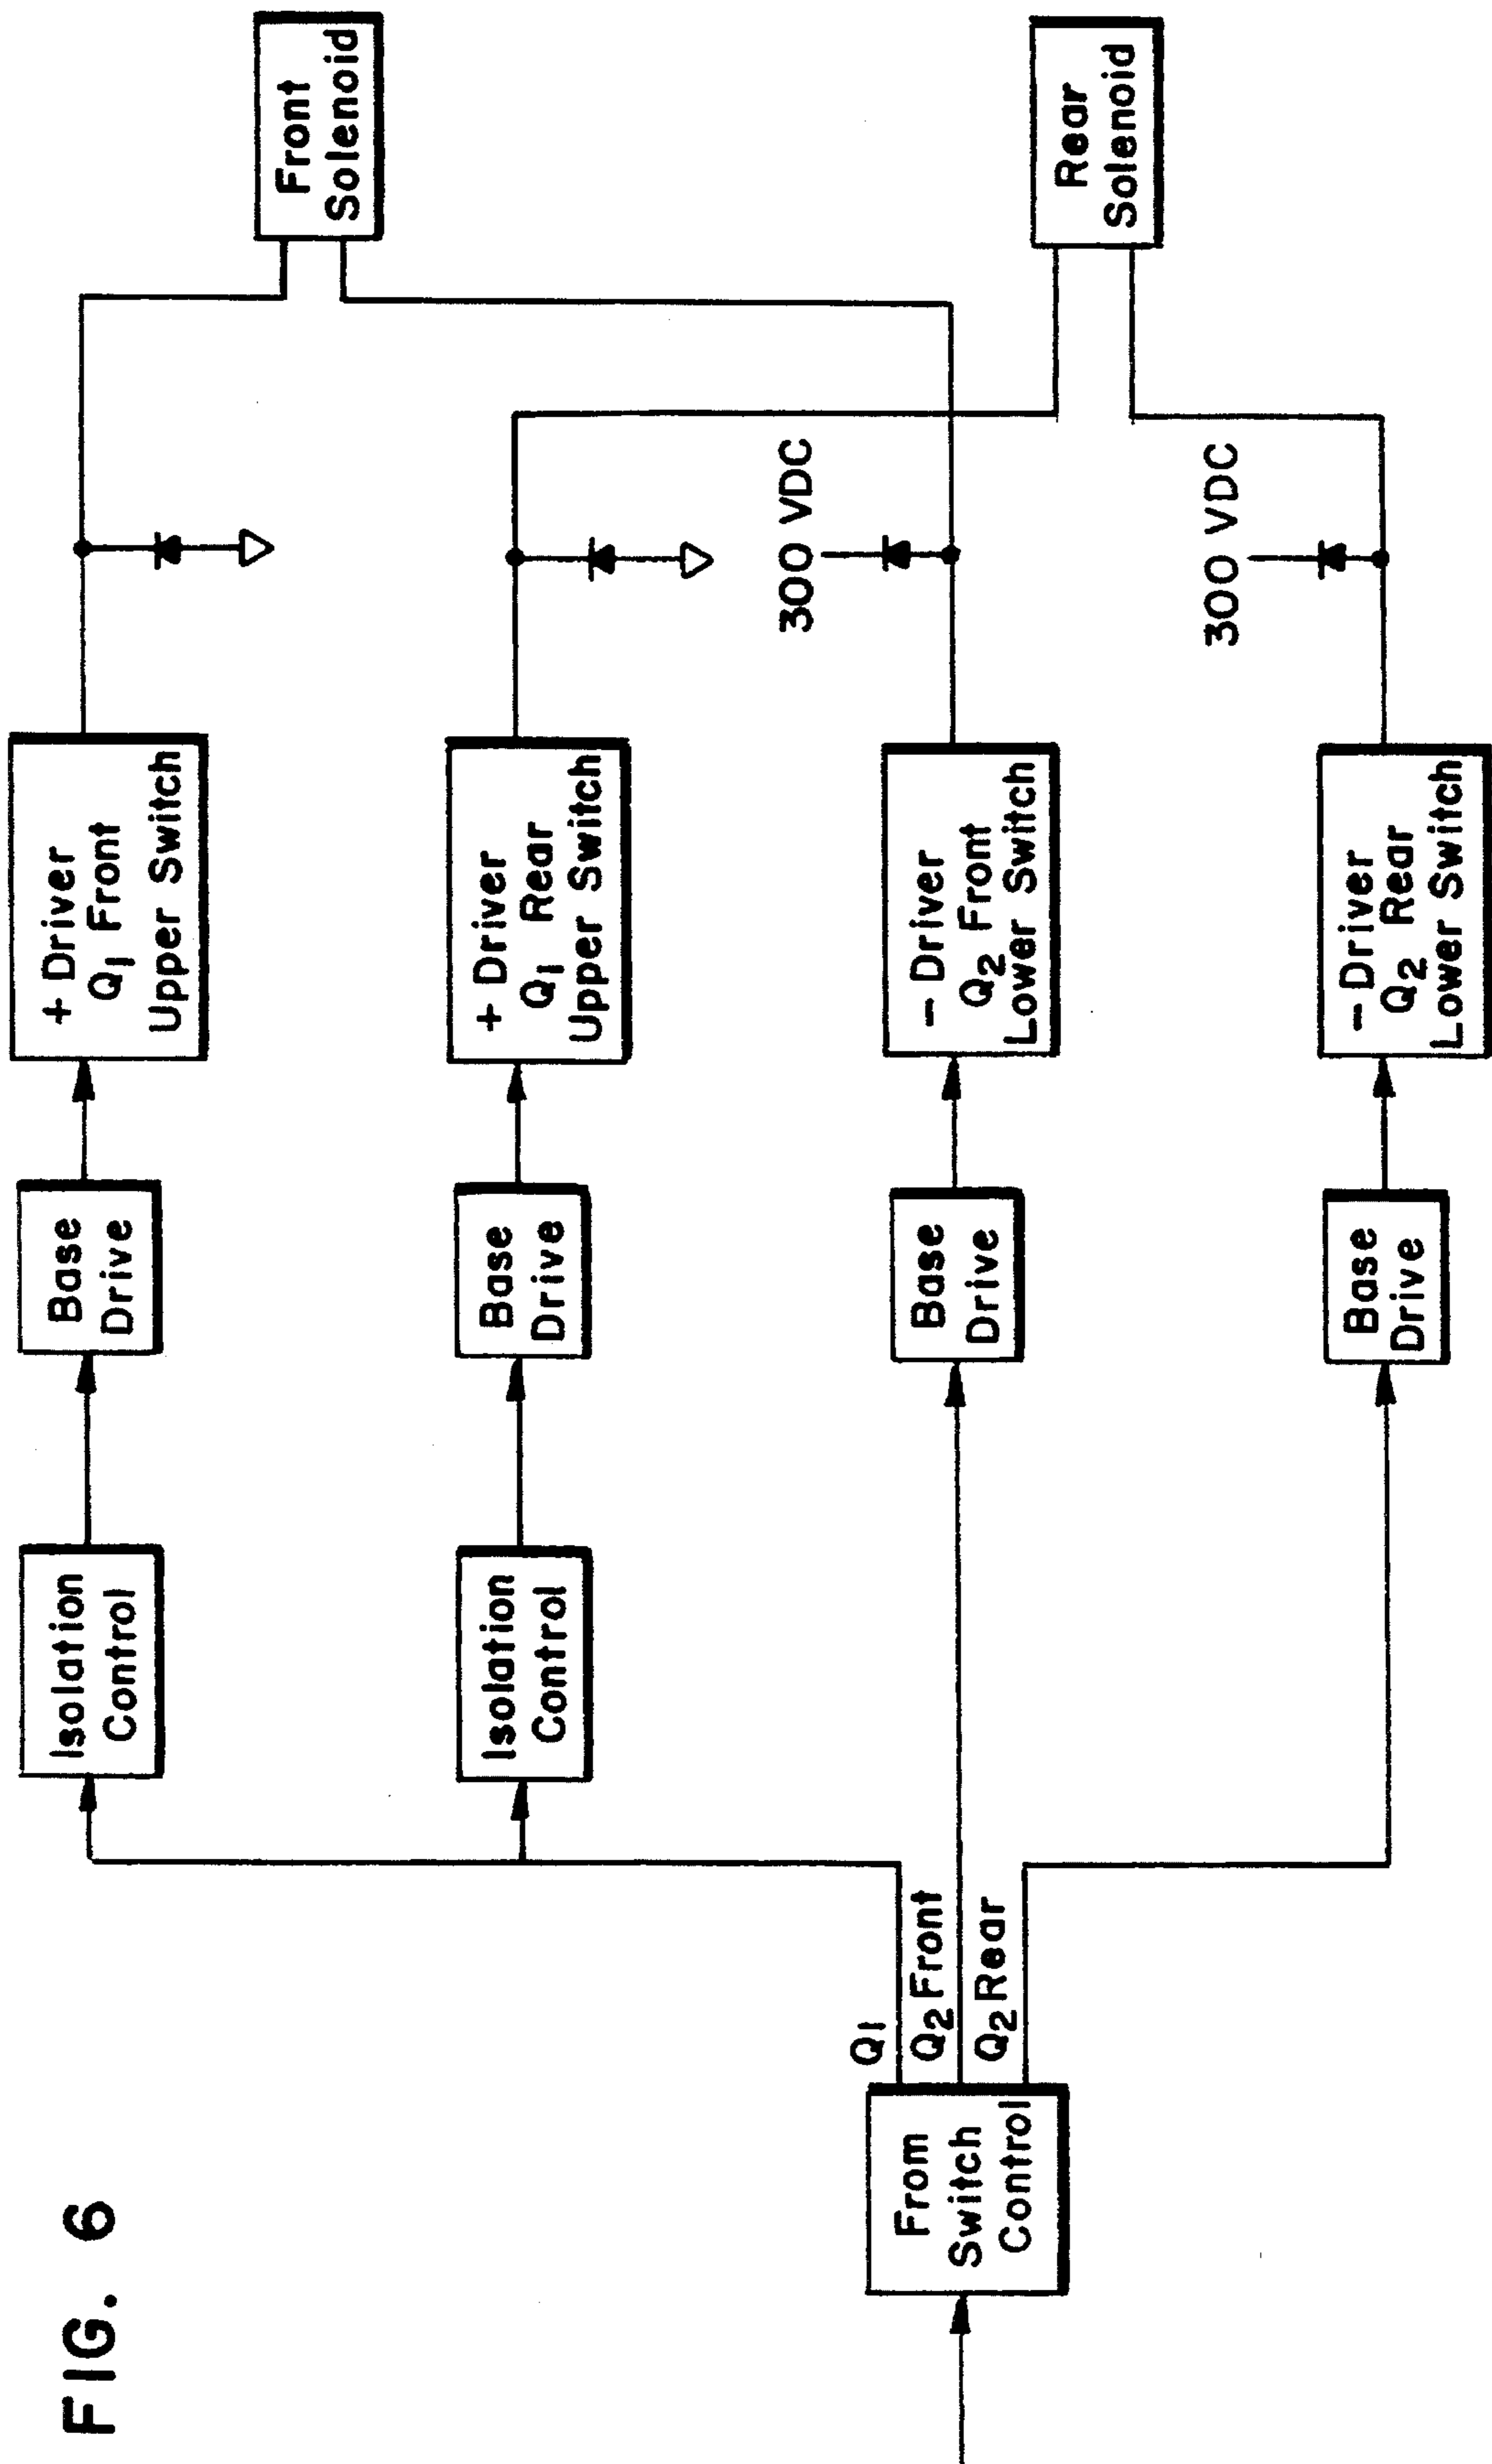 FIG. 6
From
Switch
Control
Q1
Q2 Front
Q2 Rear
Isolation
Control
Base
Drive
+ Driver
Q1 Front
Upper Switch
Front
Solenoid
Isolation
Control
Base
Drive
+ Driver
Q1 Rear
Upper Switch
Rear
Solenoid
Base
Drive
– Driver
Q2 Front
Lower Switch
300 VDC
Base
Drive
– Driver
Q2 Rear
Lower Switch
300 VDC